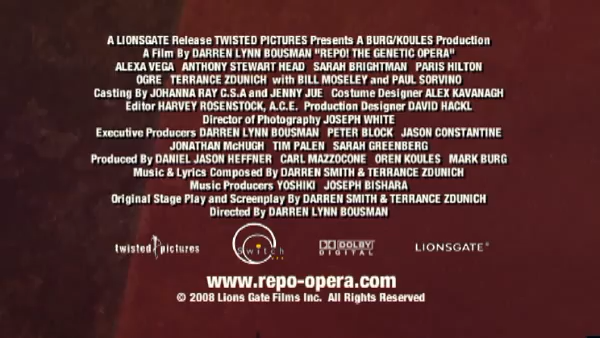 A LIONSGATE Release TWISTED PICTURES Presents A BURG/KOULES Production
A Film By DARREN LYNN BOUSMAN "REPO! THE GENETIC OPERA"
ALEXA VEGA ANTHONY STEWART HEAD SARAH BRIGHTMAN PARIS HILTON
OGRE TERRANCE ZDUNICH with BILL MOSELEY and PAUL SORVINO
Casting By JOHANNA RAY C.S.A and JENNY JUE Costume Designer ALEX KAVANAGH
Editor HARVEY ROSENSTOCK, A.C.E. Production Designer DAVID HACKL
Director of Photography JOSEPH WHITE
Executive Producers DARREN LYNN BOUSMAN PETER BLOCK JASON CONSTANTINE
JONATHAN McHUGH TIM PALEN SARAH GREENBERG
Produced By DANIEL JASON HEFFNER CARL MAZZOCONE OREN KOULES MARK BURG
Music & Lyrics Composed By DARREN SMITH & TERRANCE ZDUNICH
Music Producers YOSHIKI JOSEPH BISHARA
Original Stage Play and Screenplay By DARREN SMITH & TERRANCE ZDUNICH
Directed By DARREN LYNN BOUSMAN
twisted pictures Switch DOLBY DIGITAL LIONSGATE®
www.repo-opera.com
© 2008 Lions Gate Films Inc. All Rights Reserved